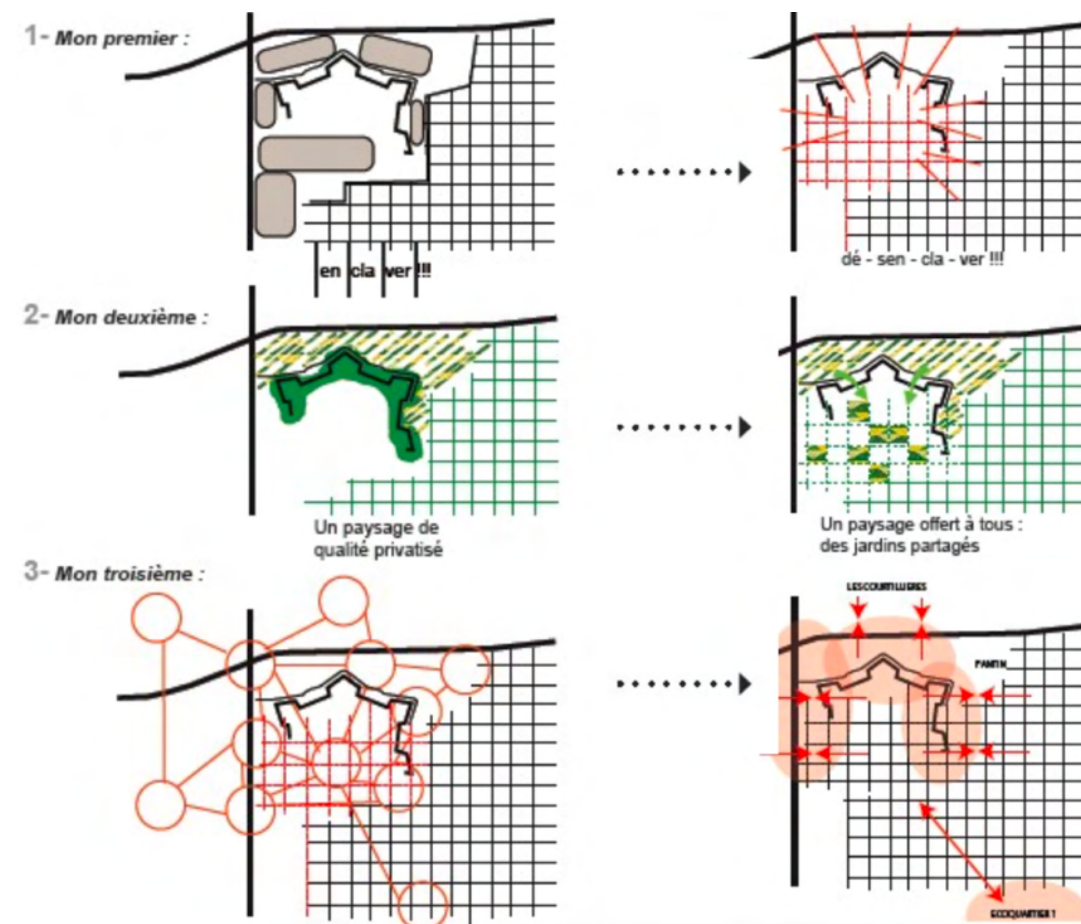 1- Mon premier :
en cla ver !!!
dé - sen - cla - ver !!!
2- Mon deuxième :
Un paysage de
qualité privatisé
Un paysage offert à tous :
des jardins partagés
3- Mon troisième :
LES COURTILLIERES
PANTIN
ECOQUARTIER !